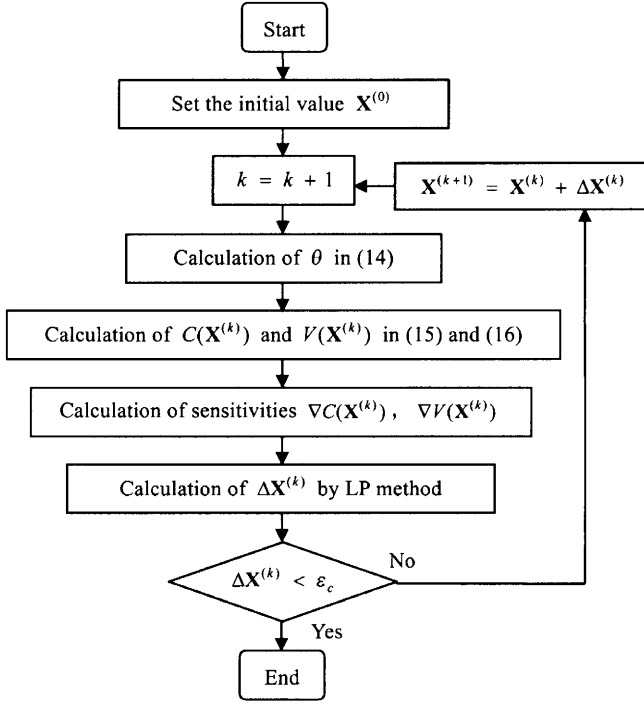 Start
Set the initial value X^(0)
k = k + 1
X^(k+1) = X^(k) + ΔX^(k)
Calculation of θ in (14)
Calculation of C(X^(k)) and V(X^(k)) in (15) and (16)
Calculation of sensitivities ∇C(X^(k)), ∇V(X^(k))
Calculation of ΔX^(k) by LP method
ΔX^(k) < ε_c
No
Yes
End